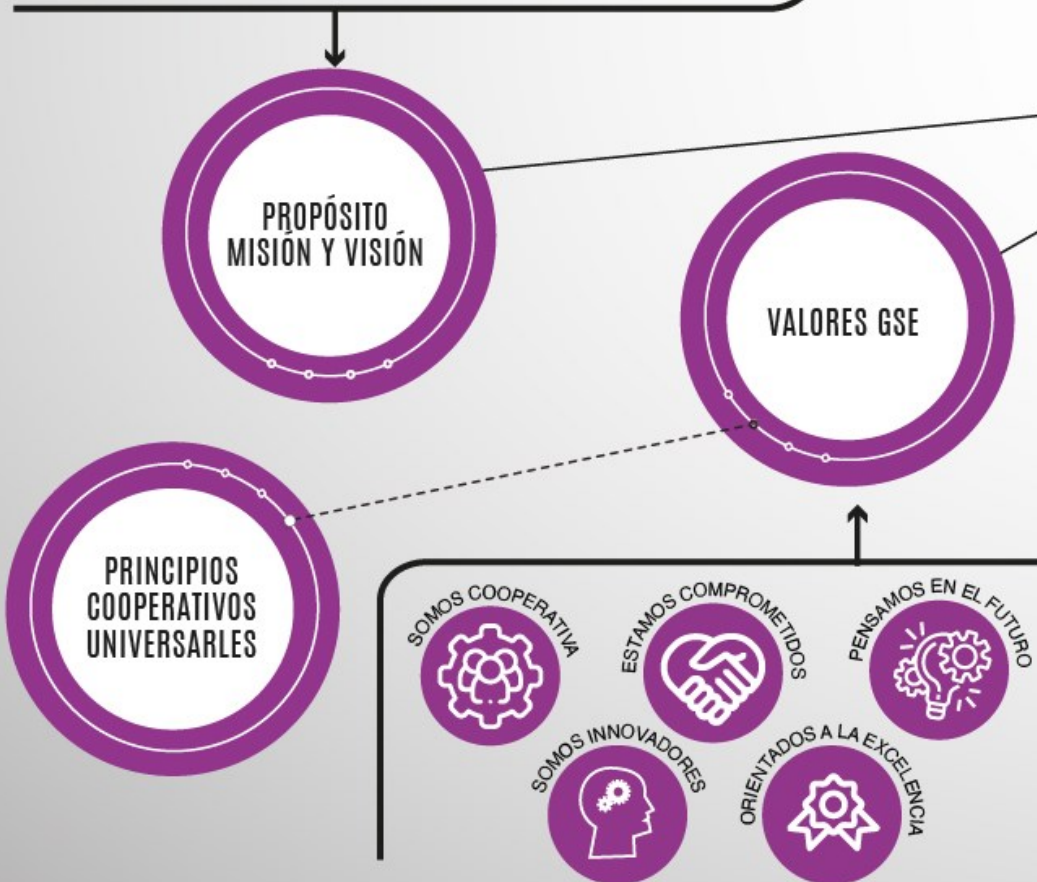 PROPÓSITO
MISIÓN Y VISIÓN
VALORES GSE
PRINCIPIOS
COOPERATIVOS
UNIVERSARLES
SOMOS COOPERATIVA
ESTAMOS COMPROMETIDOS
PENSAMOS EN EL FUTURO
SOMOS INNOVADORES
ORIENTADOS A LA EXCELENCIA